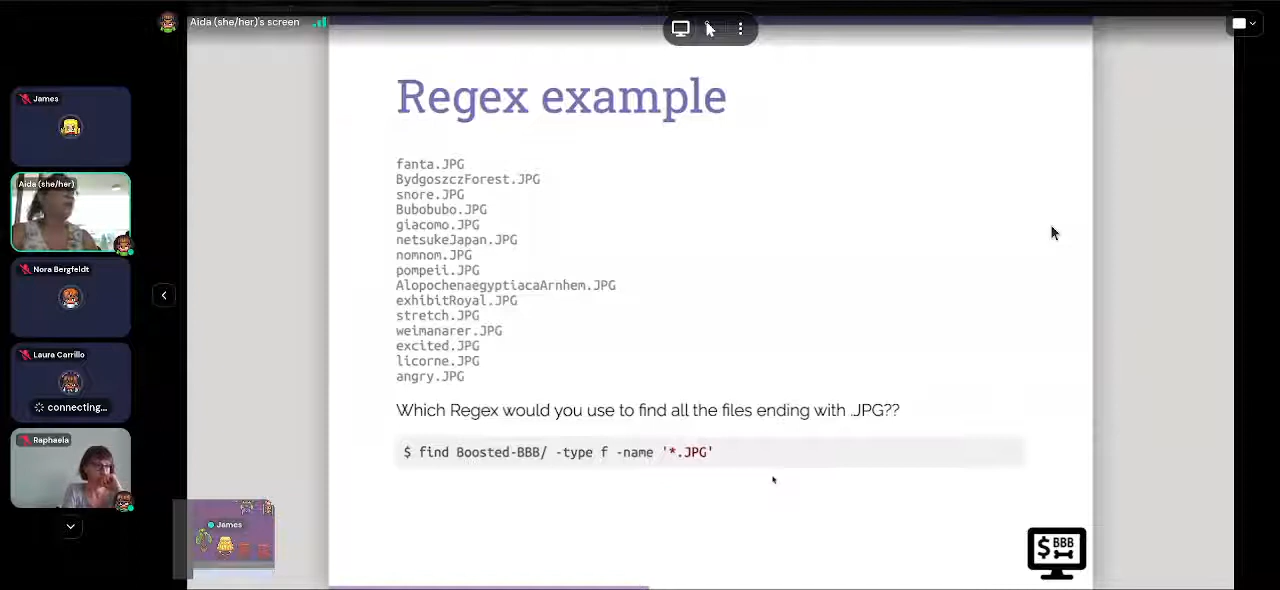 Aida (she/her)'s screen
James
Aida (she/her)
Nora Bergfeldt
Laura Carrillo
connecting...
Raphaela
James
Regex example
fanta.JPG
BydgoszczForest.JPG
snore.JPG
Bubobubo.JPG
giacomo.JPG
netsukeJapan.JPG
nomnom.JPG
pompeii.JPG
AlopochenaegyptiacaArnhem.JPG
exhibitRoyal.JPG
stretch.JPG
weimanarer.JPG
excited.JPG
licorne.JPG
angry.JPG
Which Regex would you use to find all the files ending with .JPG??
$ find Boosted-BBB/ -type f -name '*.JPG'
$ BBB